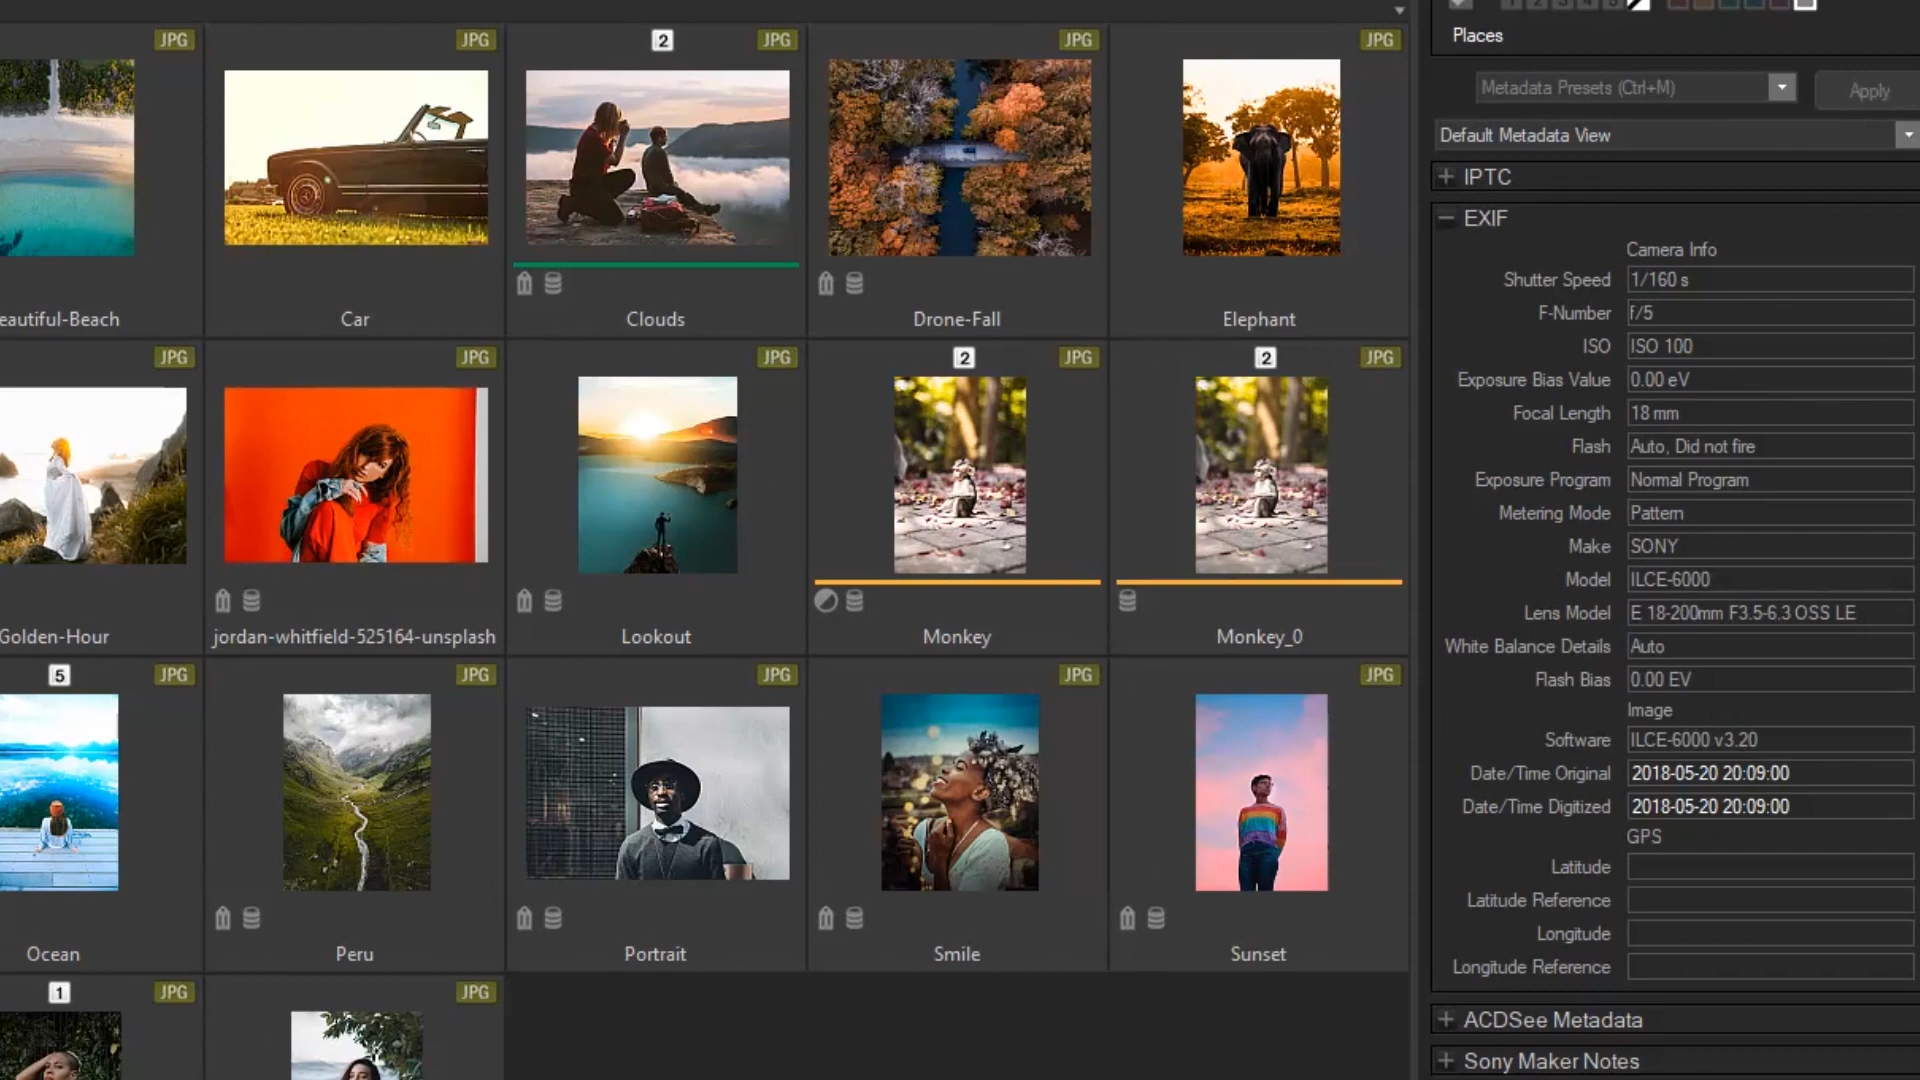 Places
Metadata Presets (Ctrl+M)
Apply
Default Metadata View
IPTC
EXIF
Camera Info
Shutter Speed 1/160 s
F-Number f/5
ISO ISO 100
Exposure Bias Value 0.00 eV
Focal Length 18 mm
Flash Auto, Did not fire
Exposure Program Normal Program
Metering Mode Pattern
Make SONY
Model ILCE-6000
Lens Model E 18-200mm F3.5-6.3 OSS LE
White Balance Details Auto
Flash Bias 0.00 EV
Image
Software ILCE-6000 v3.20
Date/Time Original 2018-05-20 20:09:00
Date/Time Digitized 2018-05-20 20:09:00
GPS
Latitude
Latitude Reference
Longitude
Longitude Reference
ACDSee Metadata
Sony Maker Notes
JPG JPG 2 JPG JPG JPG
eautiful-Beach Car Clouds Drone-Fall Elephant
JPG JPG JPG 2 JPG 2 JPG
Golden-Hour jordan-whitfield-525164-unsplash Lookout Monkey Monkey_0
5 JPG JPG JPG JPG JPG
Ocean Peru Portrait Smile Sunset
1 JPG JPG